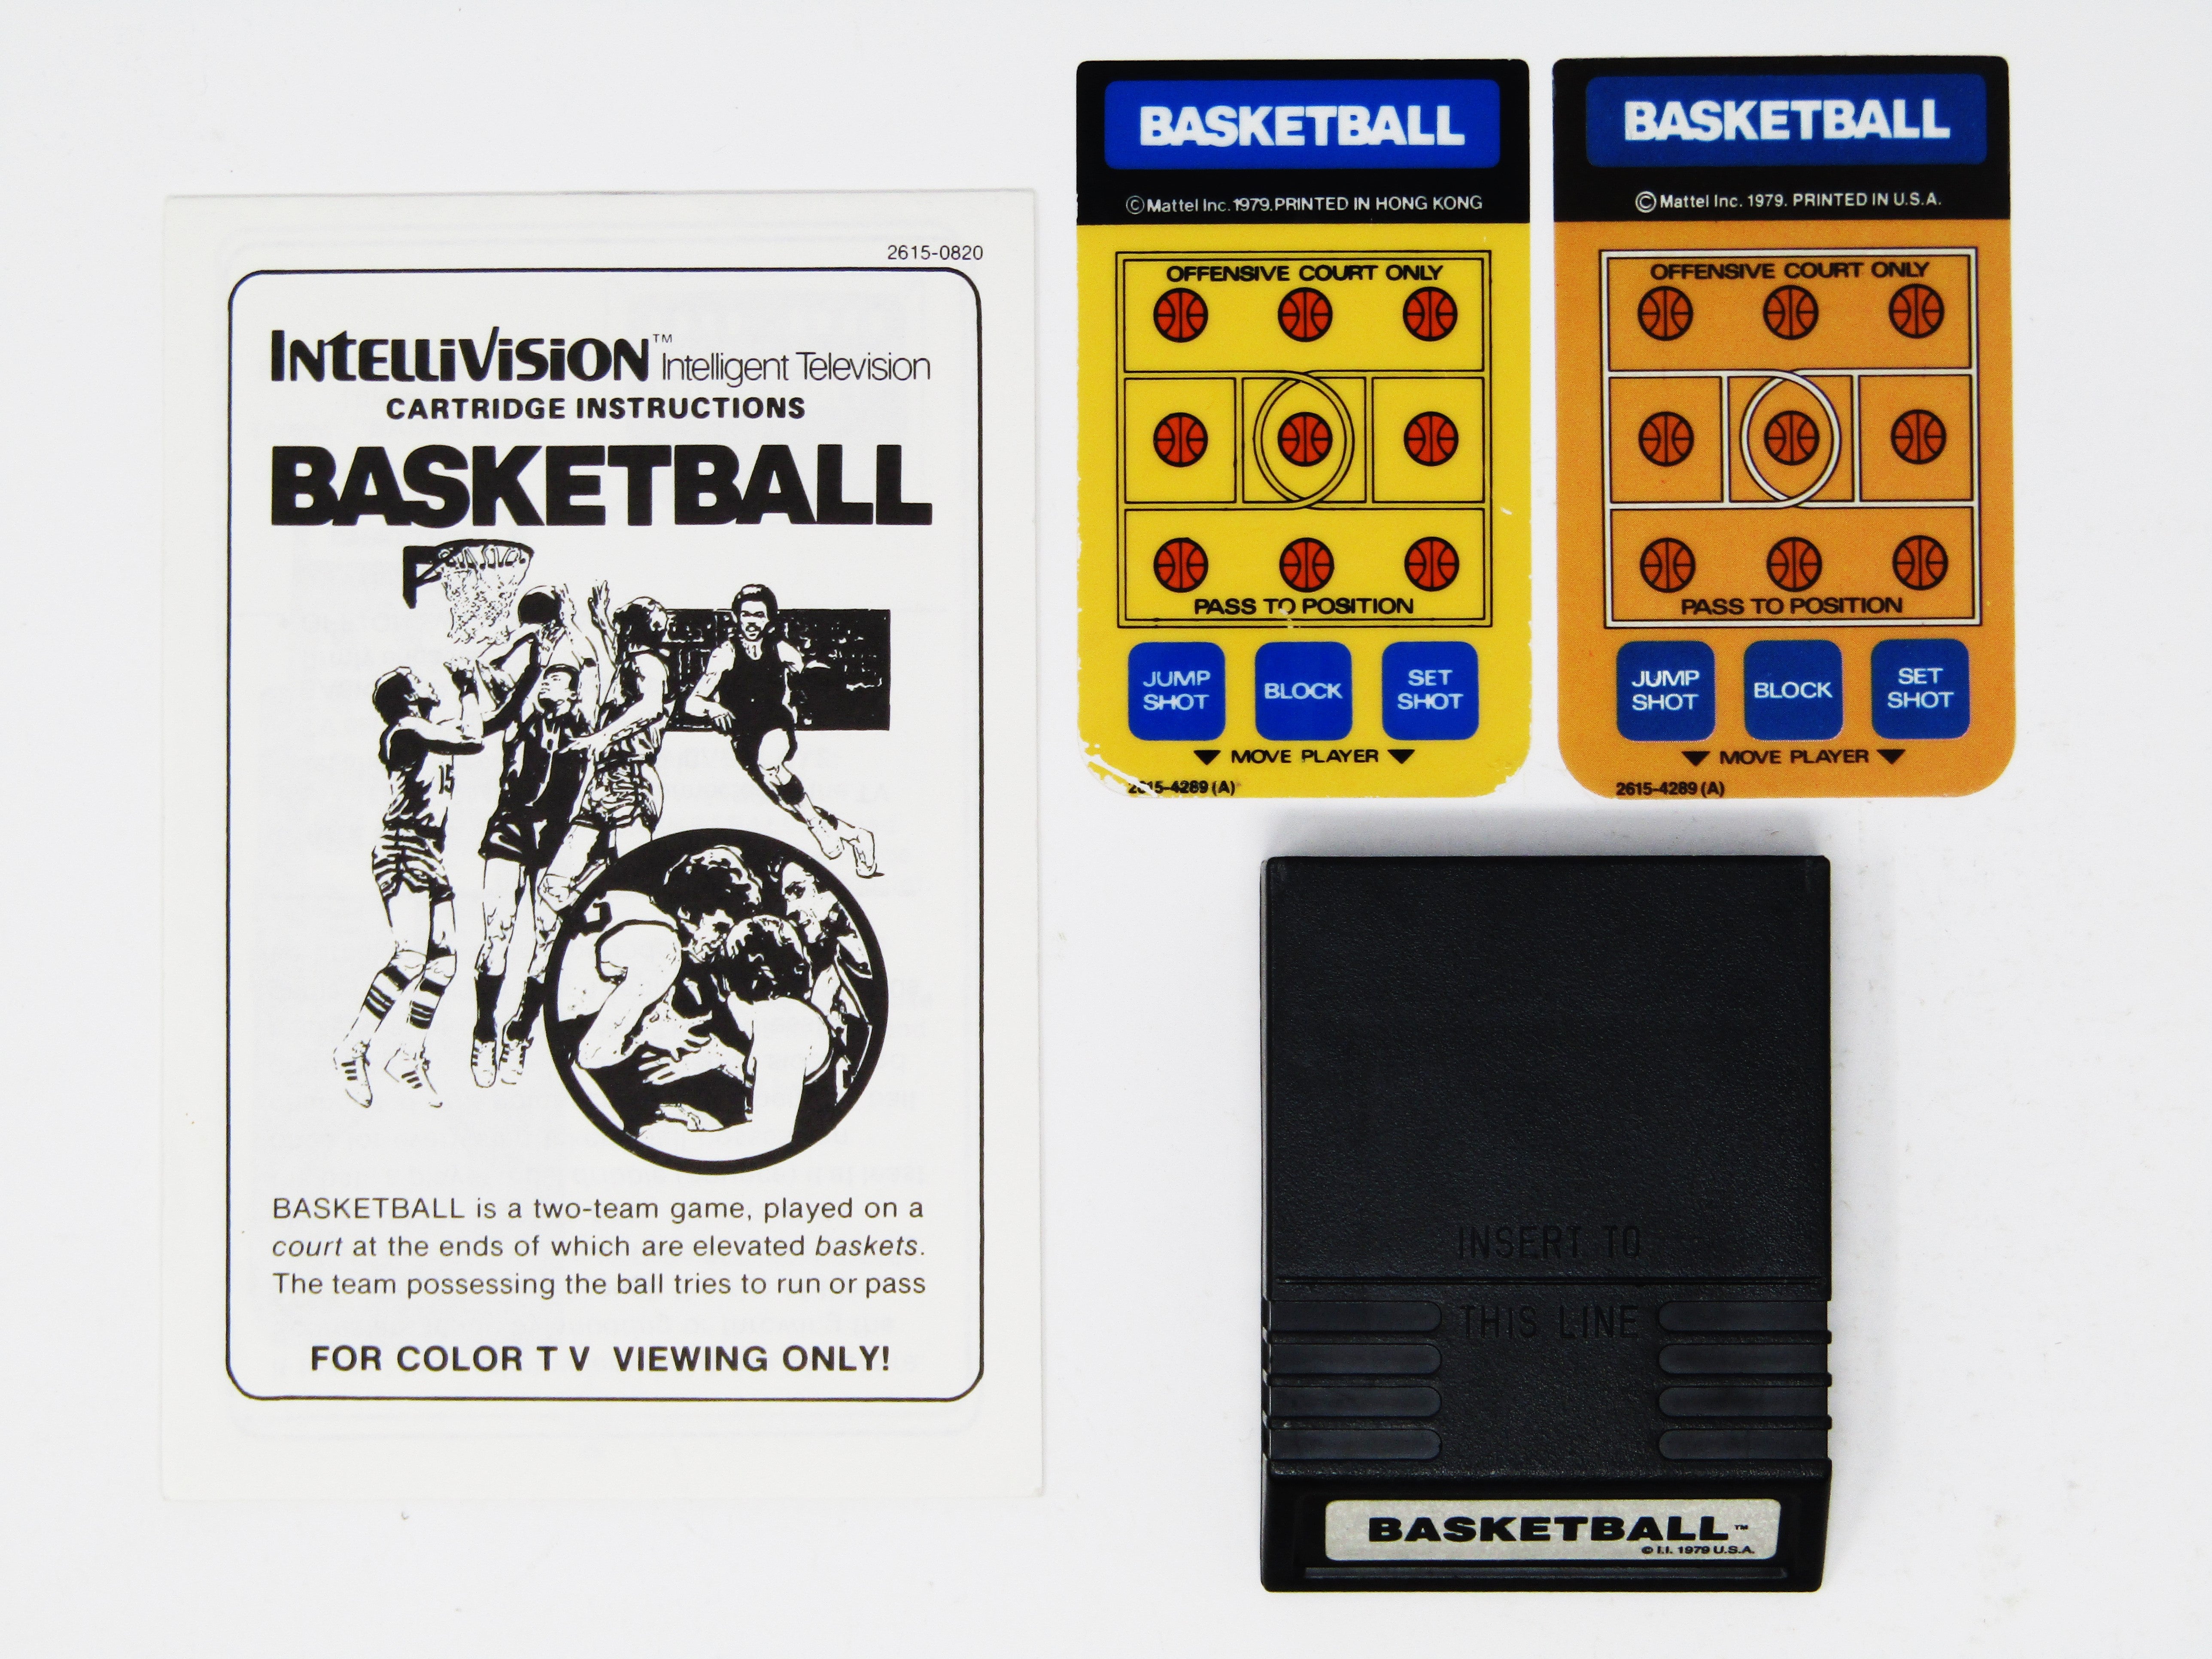 2615-0820
INTELLIVISION™ Intelligent Television
CARTRIDGE INSTRUCTIONS
BASKETBALL
15
BASKETBALL is a two-team game, played on a
court at the ends of which are elevated baskets.
The team possessing the ball tries to run or pass
FOR COLOR T V VIEWING ONLY!
BASKETBALL
© Mattel Inc. 1979. PRINTED IN HONG KONG
OFFENSIVE COURT ONLY
PASS TO POSITION
JUMP
SHOT
BLOCK
SET
SHOT
▼ MOVE PLAYER ▼
2615-4289 (A)
BASKETBALL
© Mattel Inc. 1979. PRINTED IN U.S.A.
OFFENSIVE COURT ONLY
PASS TO POSITION
JUMP
SHOT
BLOCK
SET
SHOT
▼ MOVE PLAYER ▼
2615-4289 (A)
INSERT TO
THIS LINE
BASKETBALL™
© I.I. 1979 U.S.A.